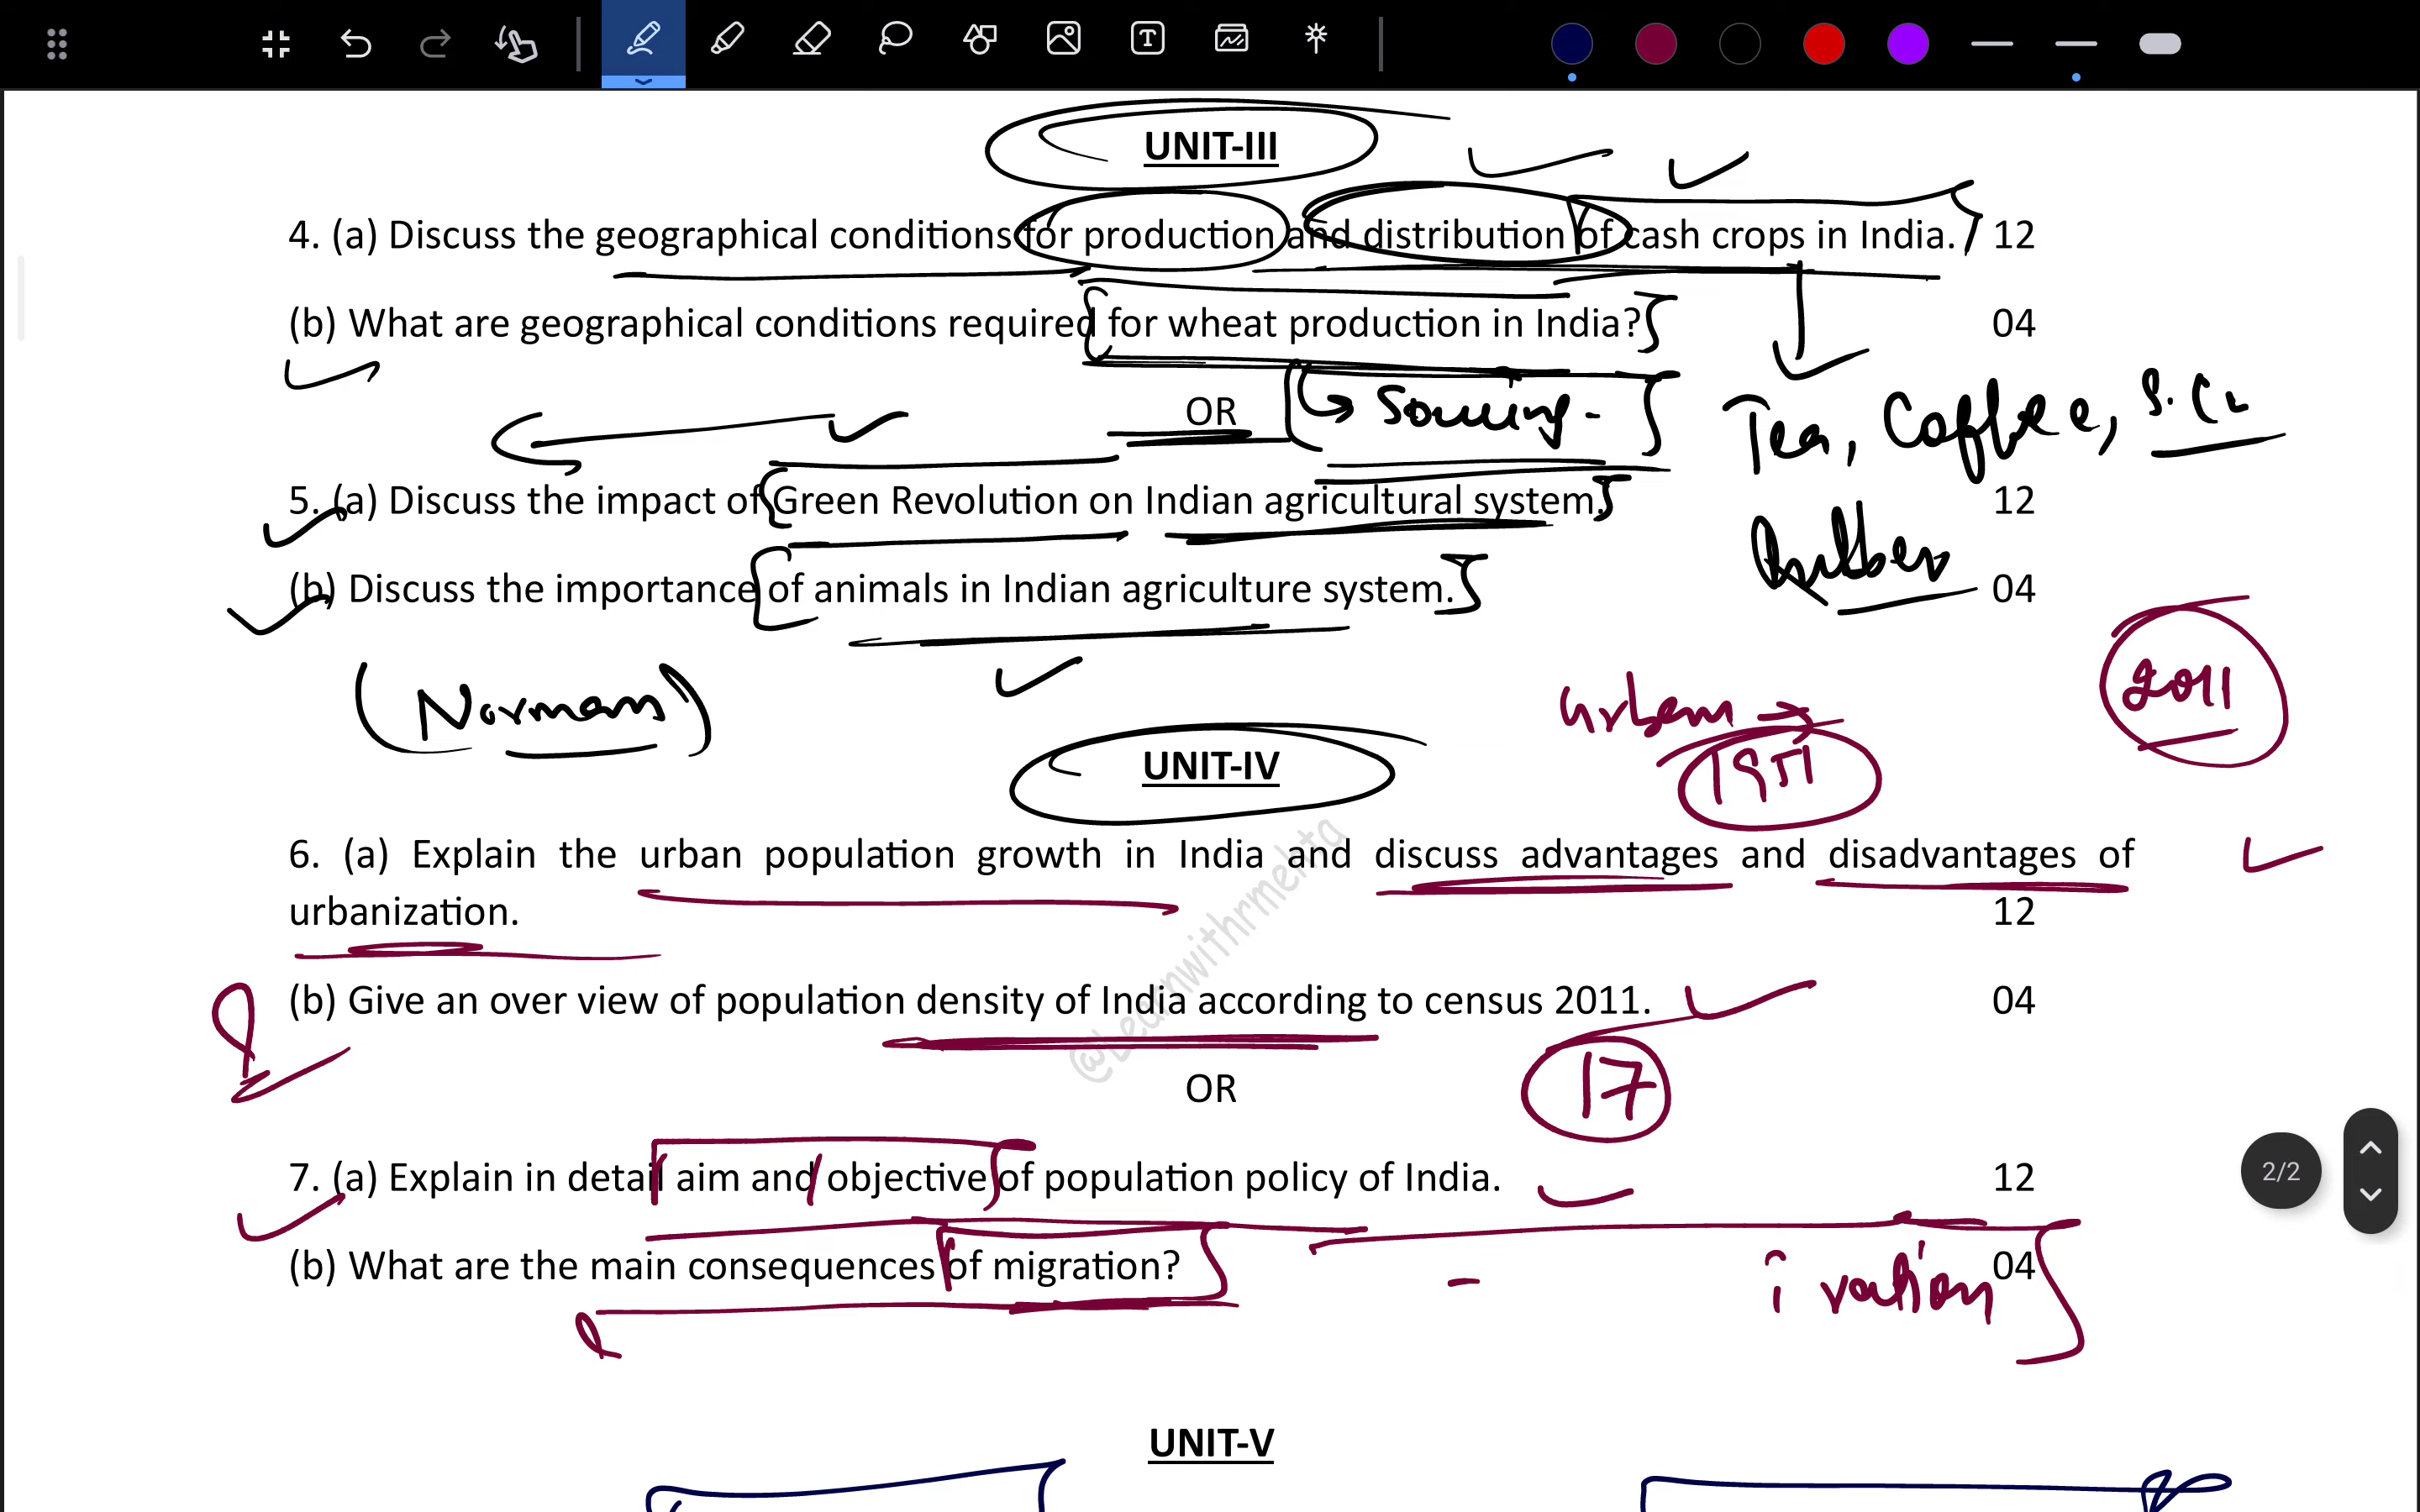 UNIT-III
4. (a) Discuss the geographical conditions for production and distribution of cash crops in India. 12
(b) What are geographical conditions required for wheat production in India? 04
OR
Sowing -
Tea, Coffee,
5. (a) Discuss the impact of Green Revolution on Indian agricultural system. 12
Rubber
(b) Discuss the importance of animals in Indian agriculture system. 04
(Norman)
urban → 2011
UNIT-IV
1951
6. (a) Explain the urban population growth in India and discuss advantages and disadvantages of
urbanization. 12
(b) Give an over view of population density of India according to census 2011. 04
@Learnwithrmehta
OR
17
7. (a) Explain in detail aim and objective of population policy of India. 12
2/2
(b) What are the main consequences of migration? 04
UNIT-V